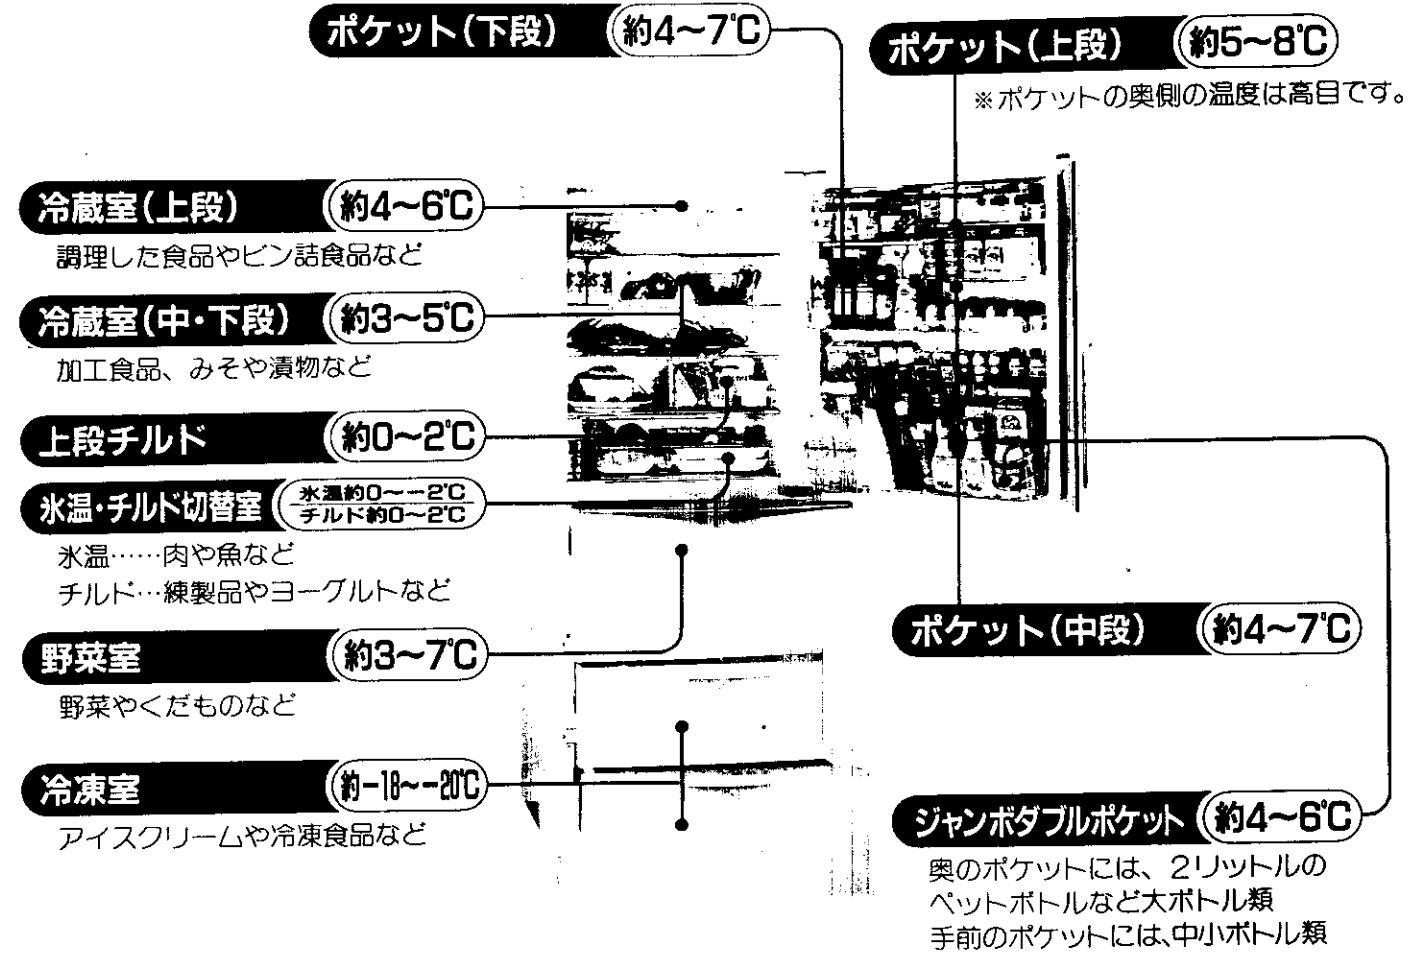 ポケット(下段) 約4〜7℃
ポケット(上段) 約5〜8℃
※ポケットの奥側の温度は高目です。
冷蔵室(上段) 約4〜6℃
調理した食品やビン詰食品など
冷蔵室(中・下段) 約3〜5℃
加工食品、みそや漬物など
上段チルド 約0〜2℃
氷温・チルド切替室 氷温約0〜−2℃
チルド約0〜2℃
氷温……肉や魚など
チルド…練製品やヨーグルトなど
野菜室 約3〜7℃
野菜やくだものなど
冷凍室 約−18〜−20℃
アイスクリームや冷凍食品など
ポケット(中段) 約4〜7℃
ジャンボダブルポケット 約4〜6℃
奥のポケットには、2リットルの
ペットボトルなど大ボトル類
手前のポケットには、中小ボトル類